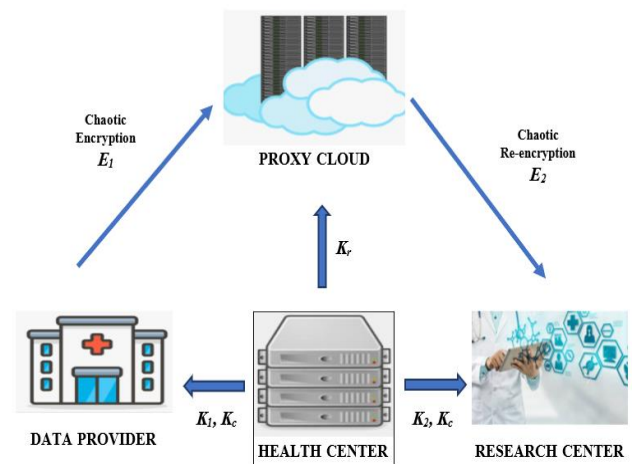 Chaotic
Encryption
E1
PROXY CLOUD
Chaotic
Re-encryption
E2
Kr
K1, Kc
K2, Kc
DATA PROVIDER
HEALTH CENTER
RESEARCH CENTER